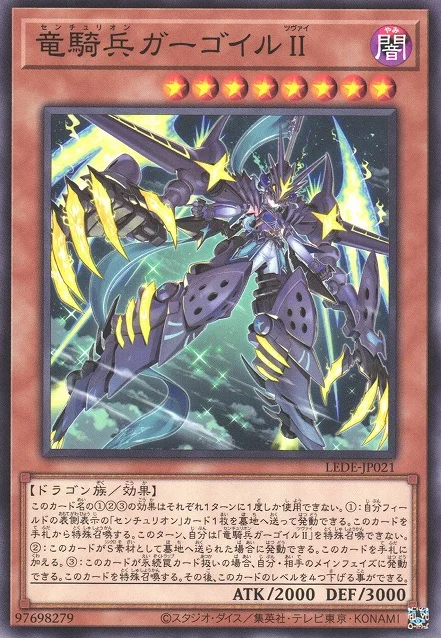 センチュリオン ツヴァイ
竜騎兵ガーゴイルⅡ
やみ
闇
LEDE-JP021
【ドラゴン族/効果】
このカード名の①②③の効果はそれぞれ1ターンに1度しか使用できない。①:自分フィ
ールドの表側表示の「センチュリオン」カード1枚を墓地へ送って発動できる。このカードを
手札から特殊召喚する。このターン、自分は「竜騎兵ガーゴイルⅡ」を特殊召喚できない。
②:このカードがS素材として墓地へ送られた場合に発動できる。このカードを手札に
加える。③:このカードが永続罠カード扱いの場合、自分・相手のメインフェイズに発動できる。
このカードを特殊召喚する。その後、このカードのレベルを4つ下げる事ができる。
ATK/2000 DEF/3000
97698279 ©スタジオ・ダイス/集英社・テレビ東京・KONAMI